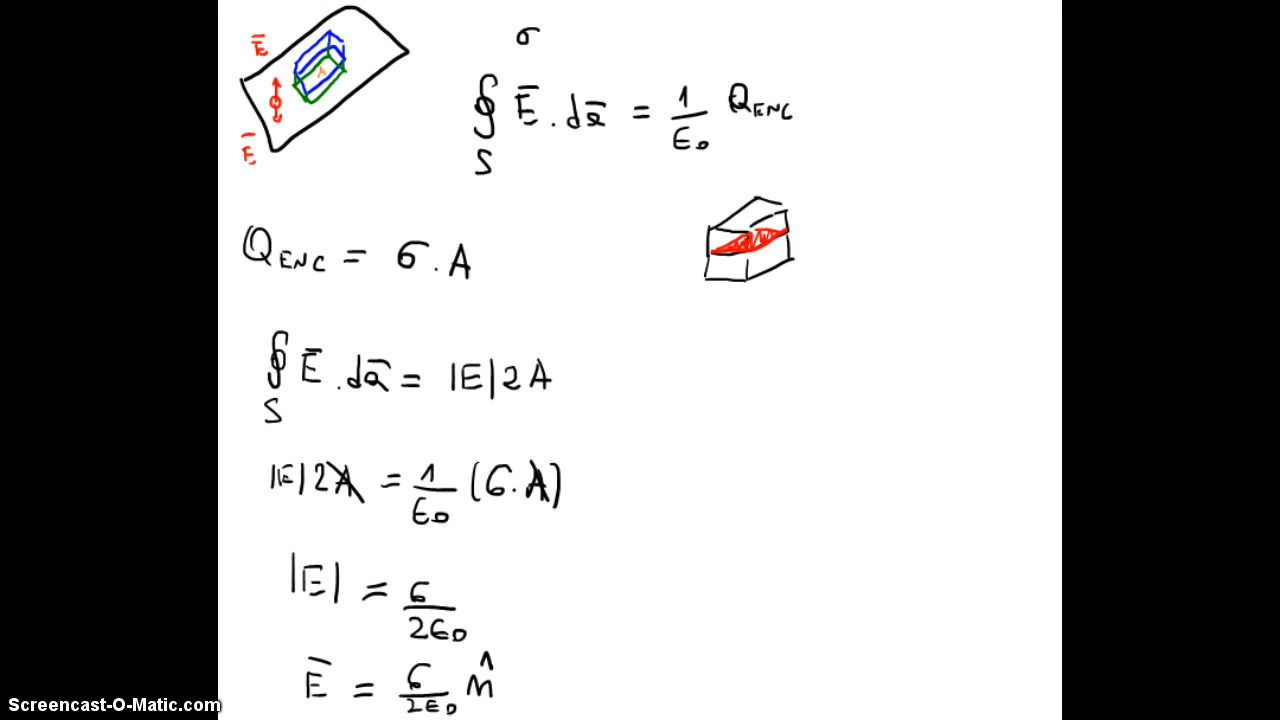 Ē
A
Ē
σ
∮ Ē . dā = 1/ε₀ Q_ENC
S
Q_ENC = σ . A
∮ Ē . dā = |E| 2A
S
|E| 2A = 1/ε₀ (σ . A)
|Ē| = σ/2ε₀
Ē = σ/2ε₀ n̂
Screencast-O-Matic.com